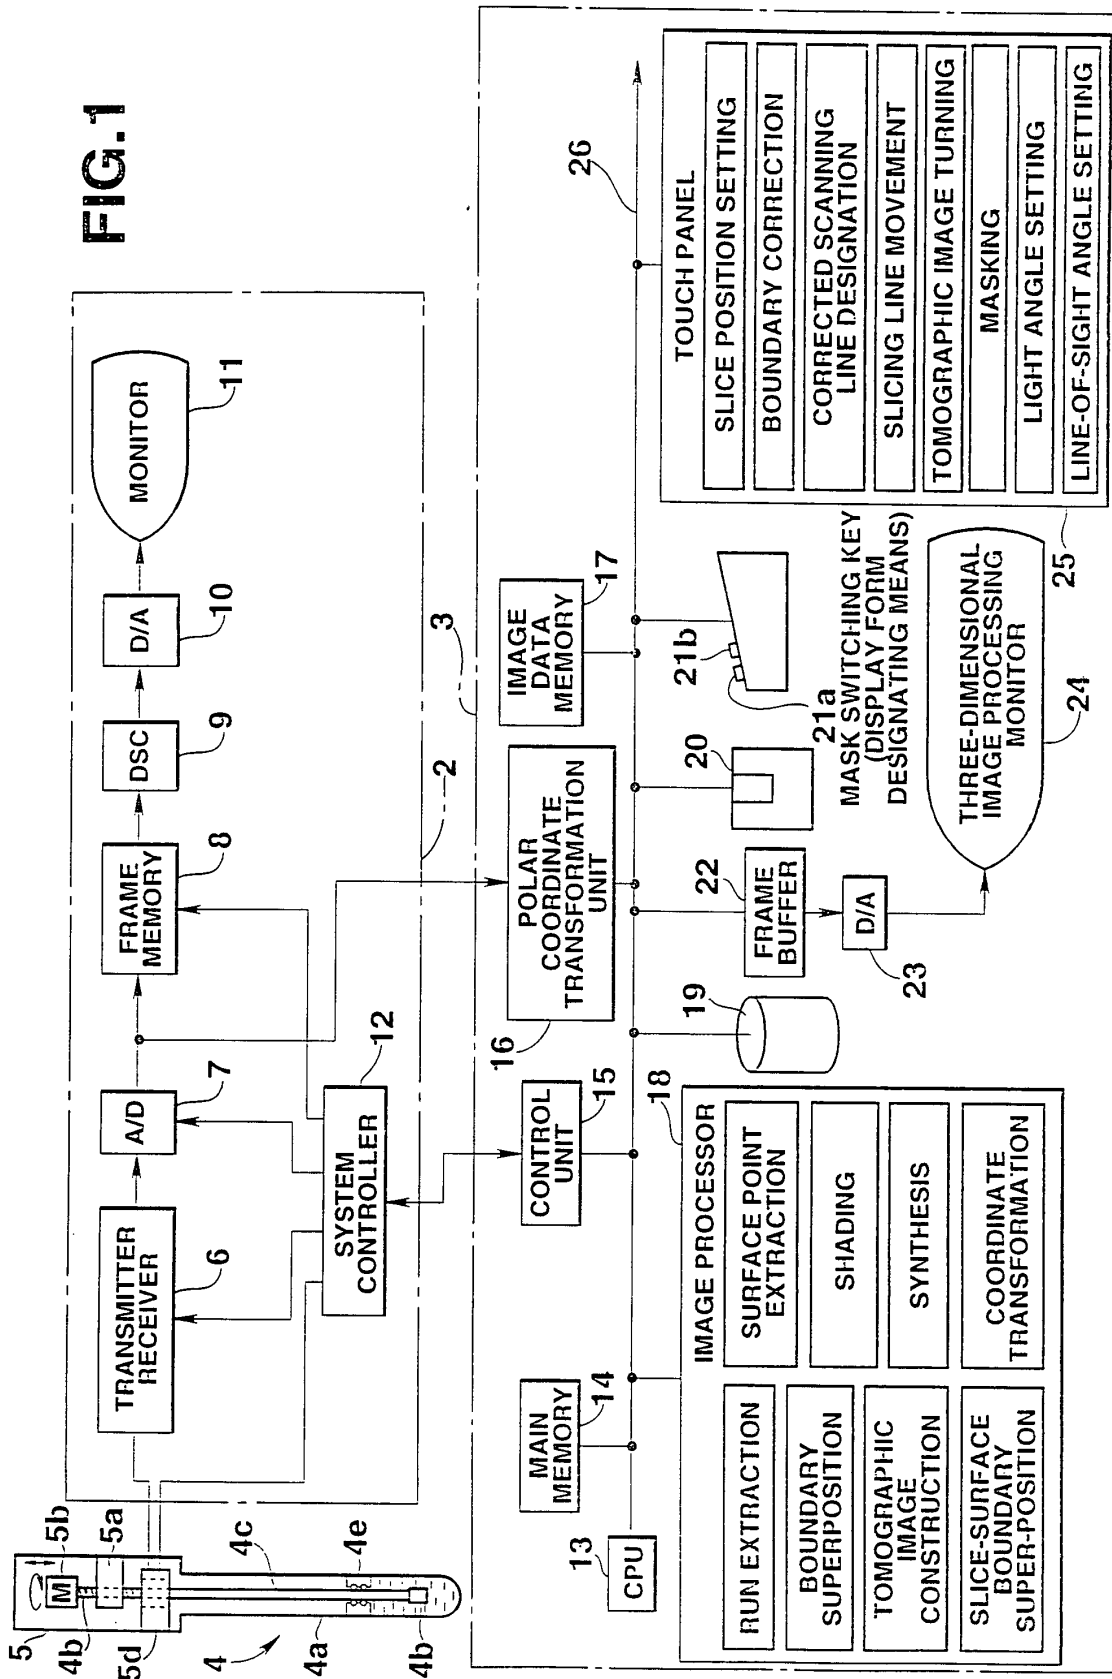 FIG.1
5
5b
M
4b
5a
5d
4
4c
4a
4e
4b
TRANSMITTER
RECEIVER
6
A/D
7
FRAME
MEMORY
8
DSC
9
D/A
10
MONITOR
11
SYSTEM
CONTROLLER
12
2
3
13
CPU
MAIN
MEMORY
14
CONTROL
UNIT
15
POLAR
COORDINATE
TRANSFORMATION
UNIT
16
IMAGE
DATA
MEMORY
17
26
18
IMAGE PROCESSOR
RUN EXTRACTION
SURFACE POINT
EXTRACTION
BOUNDARY
SUPERPOSITION
SHADING
TOMOGRAPHIC
IMAGE
CONSTRUCTION
SYNTHESIS
SLICE-SURFACE
BOUNDARY
SUPER-POSITION
COORDINATE
TRANSFORMATION
19
FRAME
BUFFER
22
D/A
23
20
21b
21a
MASK SWITCHING KEY
(DISPLAY FORM
DESIGNATING MEANS)
THREE-DIMENSIONAL
IMAGE PROCESSING
MONITOR
24
TOUCH PANEL
SLICE POSITION SETTING
BOUNDARY CORRECTION
CORRECTED SCANNING
LINE DESIGNATION
SLICING LINE MOVEMENT
TOMOGRAPHIC IMAGE TURNING
MASKING
LIGHT ANGLE SETTING
LINE-OF-SIGHT ANGLE SETTING
25